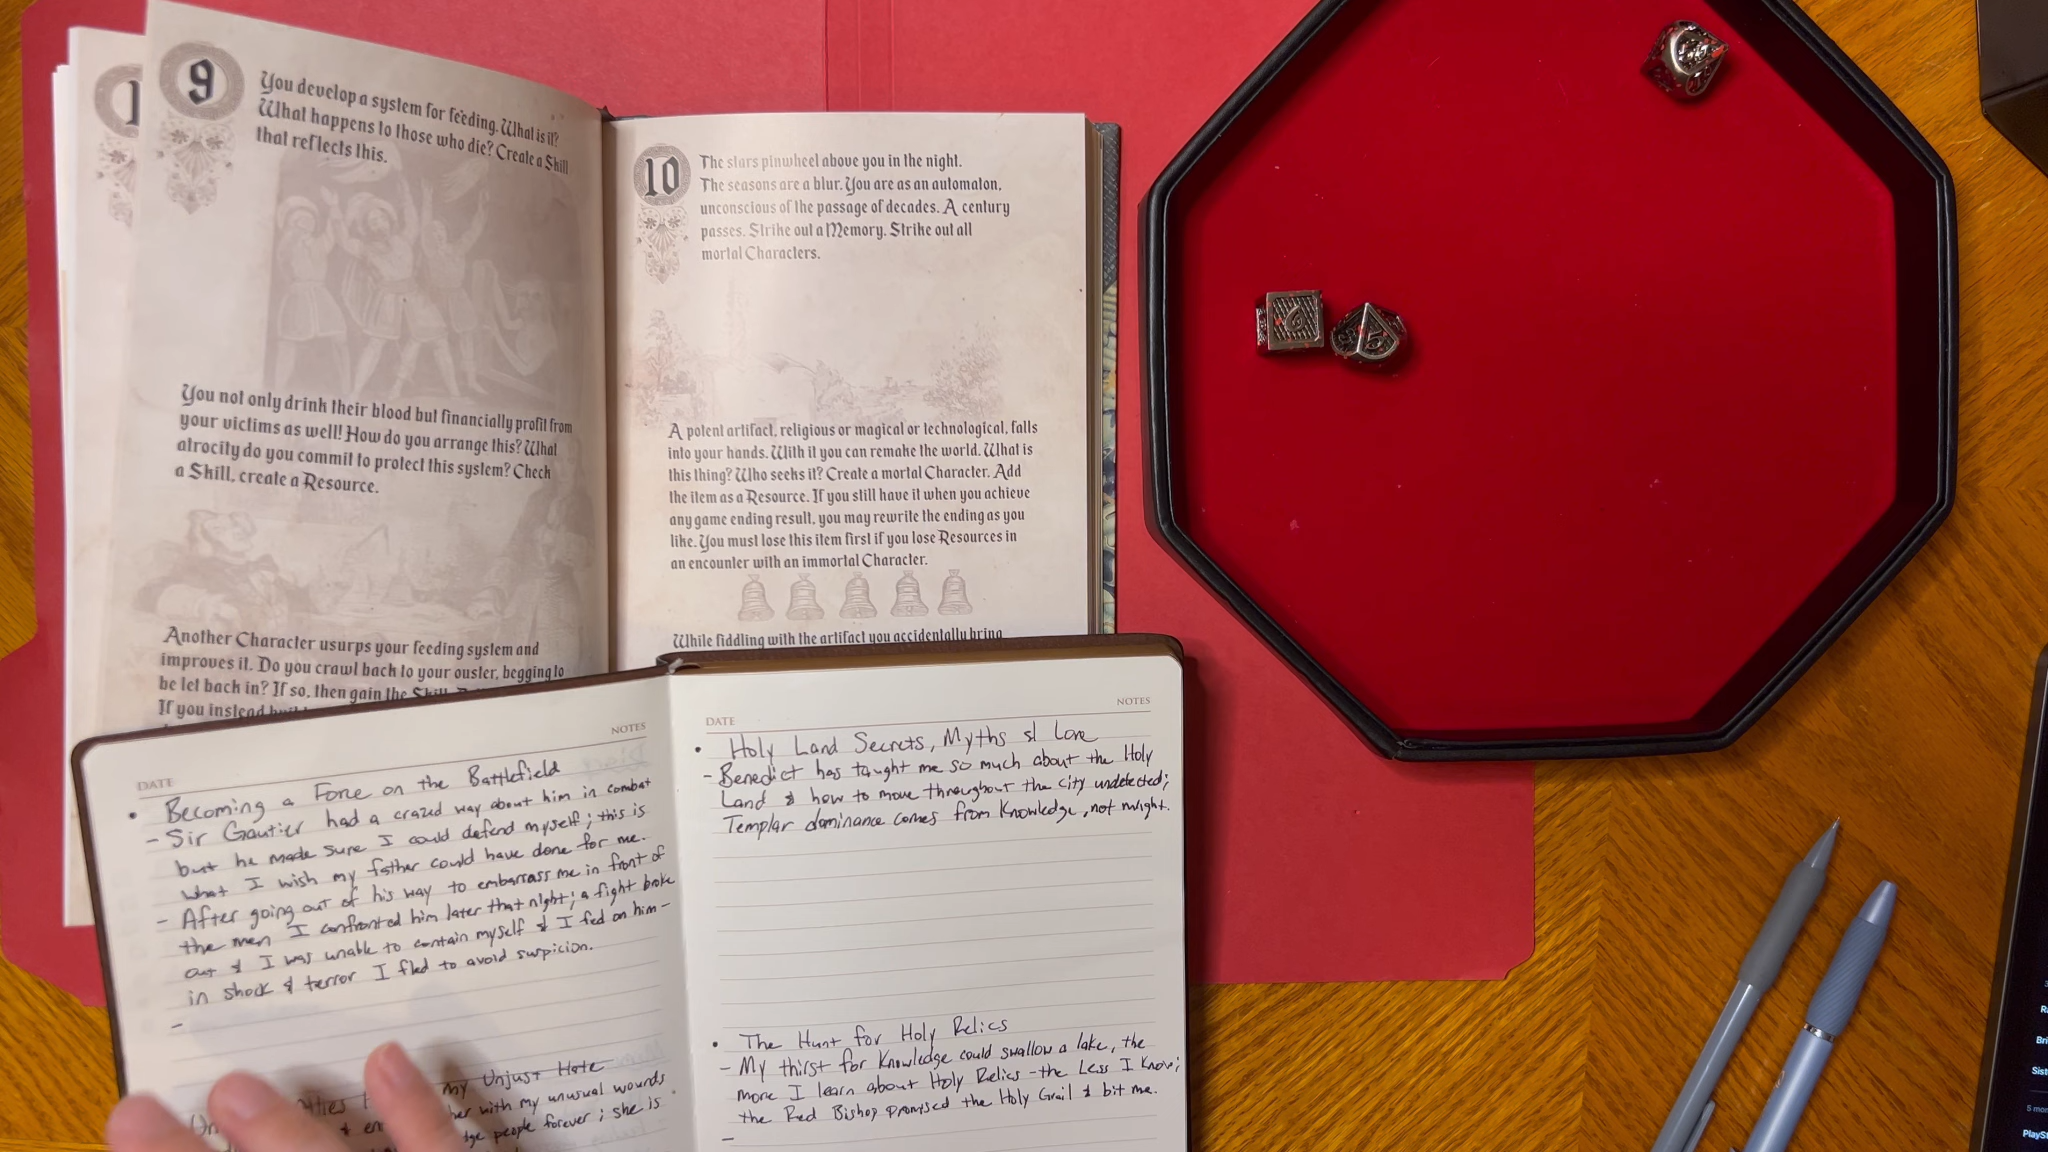 9
You develop a system for feeding. What is it?
What happens to those who die? Create a Skill
that reflects this.
You not only drink their blood but financially profit from
your victims as well! How do you arrange this? What
atrocity do you commit to protect this system? Check
a Skill, create a Resource.
Another Character usurps your feeding system and
improves it. Do you crawl back to your ouster, begging to
be let back in? If so, then gain the Skill
If you instead
10
The stars pinwheel above you in the night.
The seasons are a blur. You are as an automaton,
unconscious of the passage of decades. A century
passes. Strike out a Memory. Strike out all
mortal Characters.
A potent artifact, religious or magical or technological, falls
into your hands. With it you can remake the world. What is
this thing? Who seeks it? Create a mortal Character. Add
the item as a Resource. If you still have it when you achieve
any game ending result, you may rewrite the ending as you
like. You must lose this item first if you lose Resources in
an encounter with an immortal Character.
While fiddling with the artifact you accidentally bring
NOTES
DATE
• Becoming a Force on the Battlefield
- Sir Gautier had a crazed way about him in combat
but he made sure I could defend myself; this is
what I wish my father could have done for me.
- After going out of his way to embarrass me in front of
the men I confronted him later that night; a fight broke
out & I was unable to contain myself & I fed on him -
in shock & terror I fled to avoid suspicion.
-
my Unjust Hate
her with my unusual wounds
people forever; she is
NOTES
DATE
• Holy Land Secrets, Myths & Lore
- Benedict has taught me so much about the Holy
Land & how to move throughout the city undetected;
Templar dominance comes from Knowledge, not might.
• The Hunt for Holy Relics
- My thirst for Knowledge could swallow a lake, the
more I learn about Holy Relics - the Less I Know;
the Red Bishop promised the Holy Grail & bit me.
-
6
5
Sist
5 mo
PlaySt